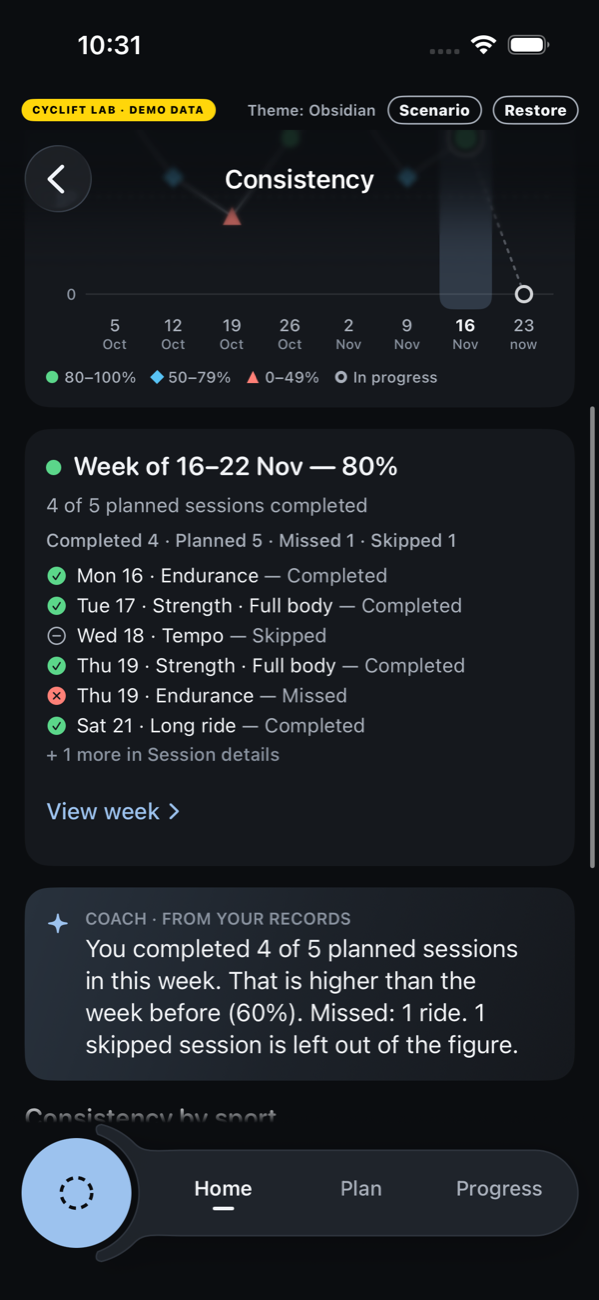 10:31
CYCLIFT LAB · DEMO DATA
Theme: Obsidian
Scenario
Restore
Consistency
0
5 12 19 26 2 9 16 23
Oct Oct Oct Oct Nov Nov Nov now
80–100% 50–79% 0–49% In progress
Week of 16–22 Nov — 80%
4 of 5 planned sessions completed
Completed 4 · Planned 5 · Missed 1 · Skipped 1
Mon 16 · Endurance — Completed
Tue 17 · Strength · Full body — Completed
Wed 18 · Tempo — Skipped
Thu 19 · Strength · Full body — Completed
Thu 19 · Endurance — Missed
Sat 21 · Long ride — Completed
+ 1 more in Session details
View week
COACH · FROM YOUR RECORDS
You completed 4 of 5 planned sessions
in this week. That is higher than the
week before (60%). Missed: 1 ride. 1
skipped session is left out of the figure.
Consistency by sport
Home
Plan
Progress